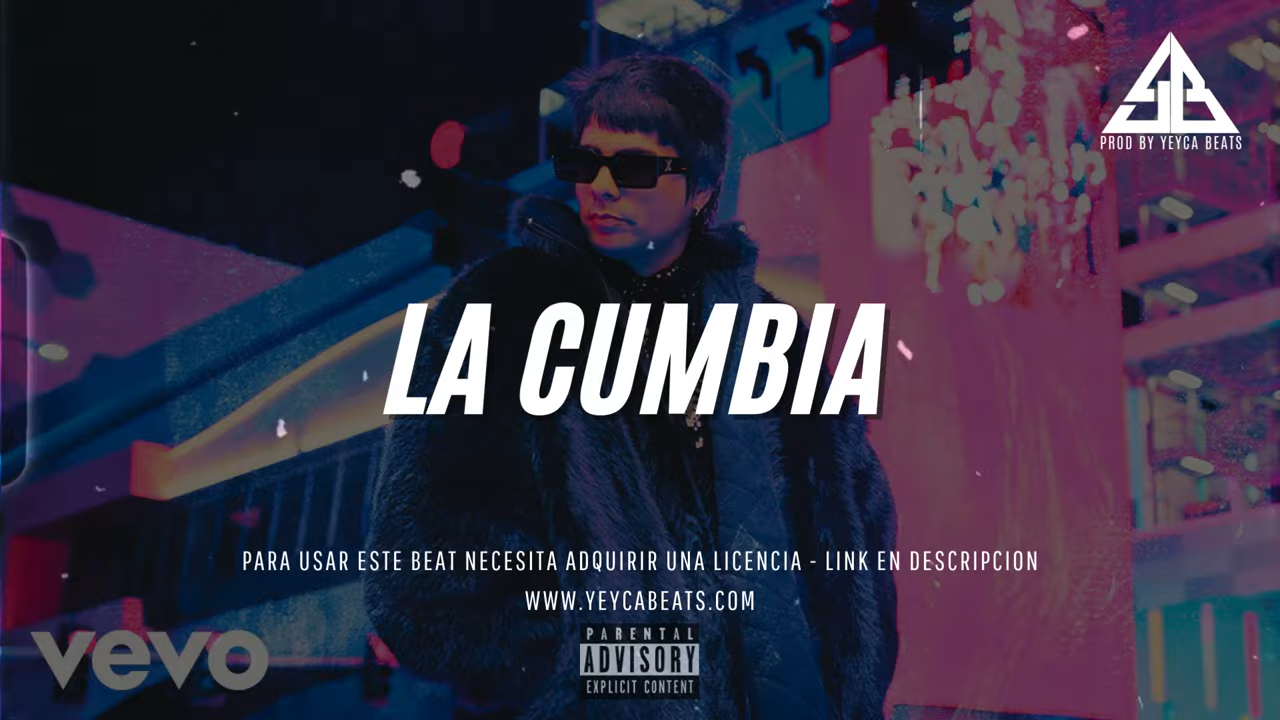 PROD BY YEYCA BEATS
LA CUMBIA
PARA USAR ESTE BEAT NECESITA ADQUIRIR UNA LICENCIA - LINK EN DESCRIPCION
WWW.YEYCABEATS.COM
vevo
PARENTAL
ADVISORY
EXPLICIT CONTENT